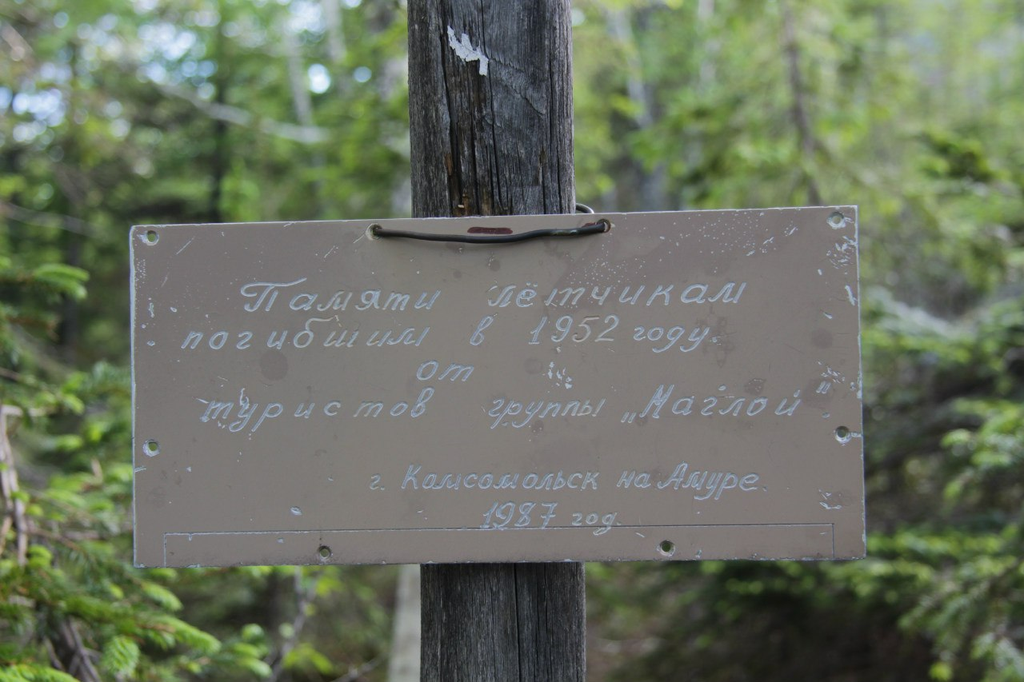 Памяти лётчикам
погибшим в 1952 году.
от
туристов группы „Маглой"
г. Комсомольск на Амуре.
1987 год.